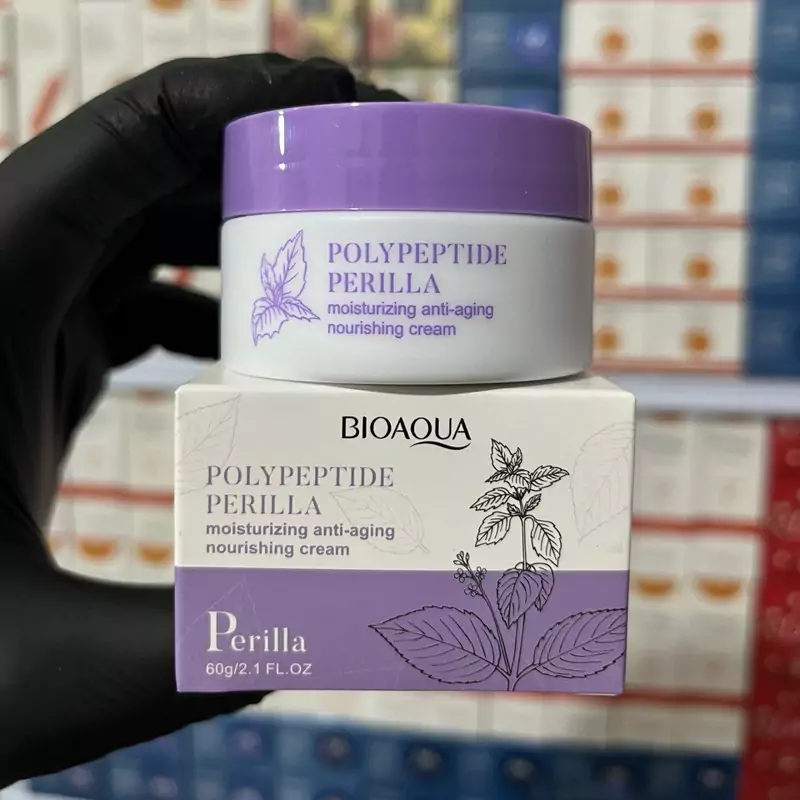 POLYPEPTIDE
PERILLA
moisturizing anti-aging
nourishing cream
BIOAQUA
POLYPEPTIDE
PERILLA
moisturizing anti-aging
nourishing cream
Perilla
60g/2.1 FL.OZ